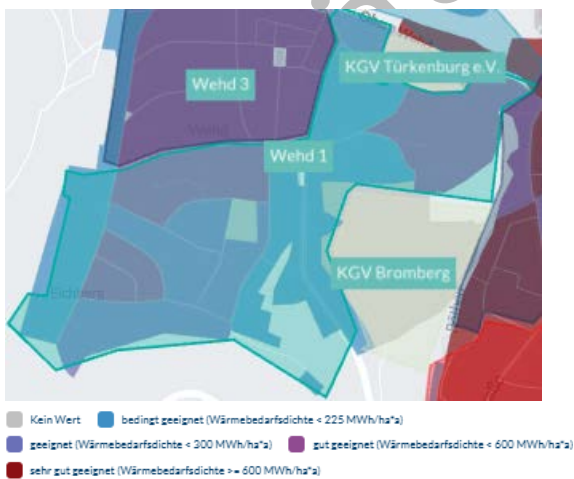 KGV Türkenburg e.V.
Wehd 3
Wehd 1
Eichberg
KGV Bromberg
Kein Wert
bedingt geeignet (Wärmebedarfsdichte < 225 MWh/ha*a)
geeignet (Wärmebedarfsdichte < 300 MWh/ha*a)
gut geeignet (Wärmebedarfsdichte < 600 MWh/ha*a)
sehr gut geeignet (Wärmebedarfsdichte >= 600 MWh/ha*a)